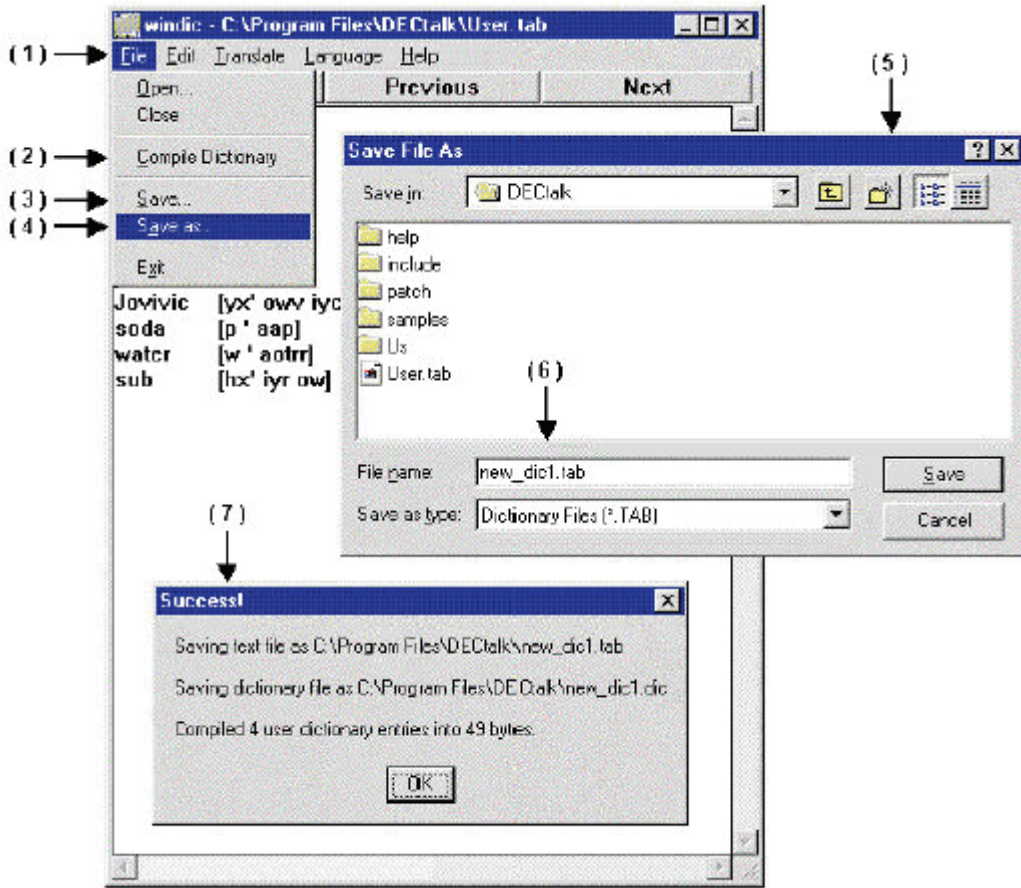 windic - C:\Program Files\DECtalk\User.tab
(1)
File Edit Translate Language Help
Previous Next
Open...
Close
(2)
Compile Dictionary
(3)
Save...
(4)
Save as...
Exit
Jovivic [yx' owv iyc
soda [p ' aap]
water [w ' aotrr]
sub [hx' iyr ow]
(5)
Save File As
Save in: DECtalk
help
include
patch
samples
Us
User.tab
(6)
File name: new_dic1.tab
Save
Save as type: Dictionary Files (*.TAB)
Cancel
(7)
Success!
Saving text file as C:\Program Files\DECtalk\new_dic1.tab
Saving dictionary file as C:\Program Files\DECtalk\new_dic1.dic
Compiled 4 user dictionary entries into 49 bytes.
OK